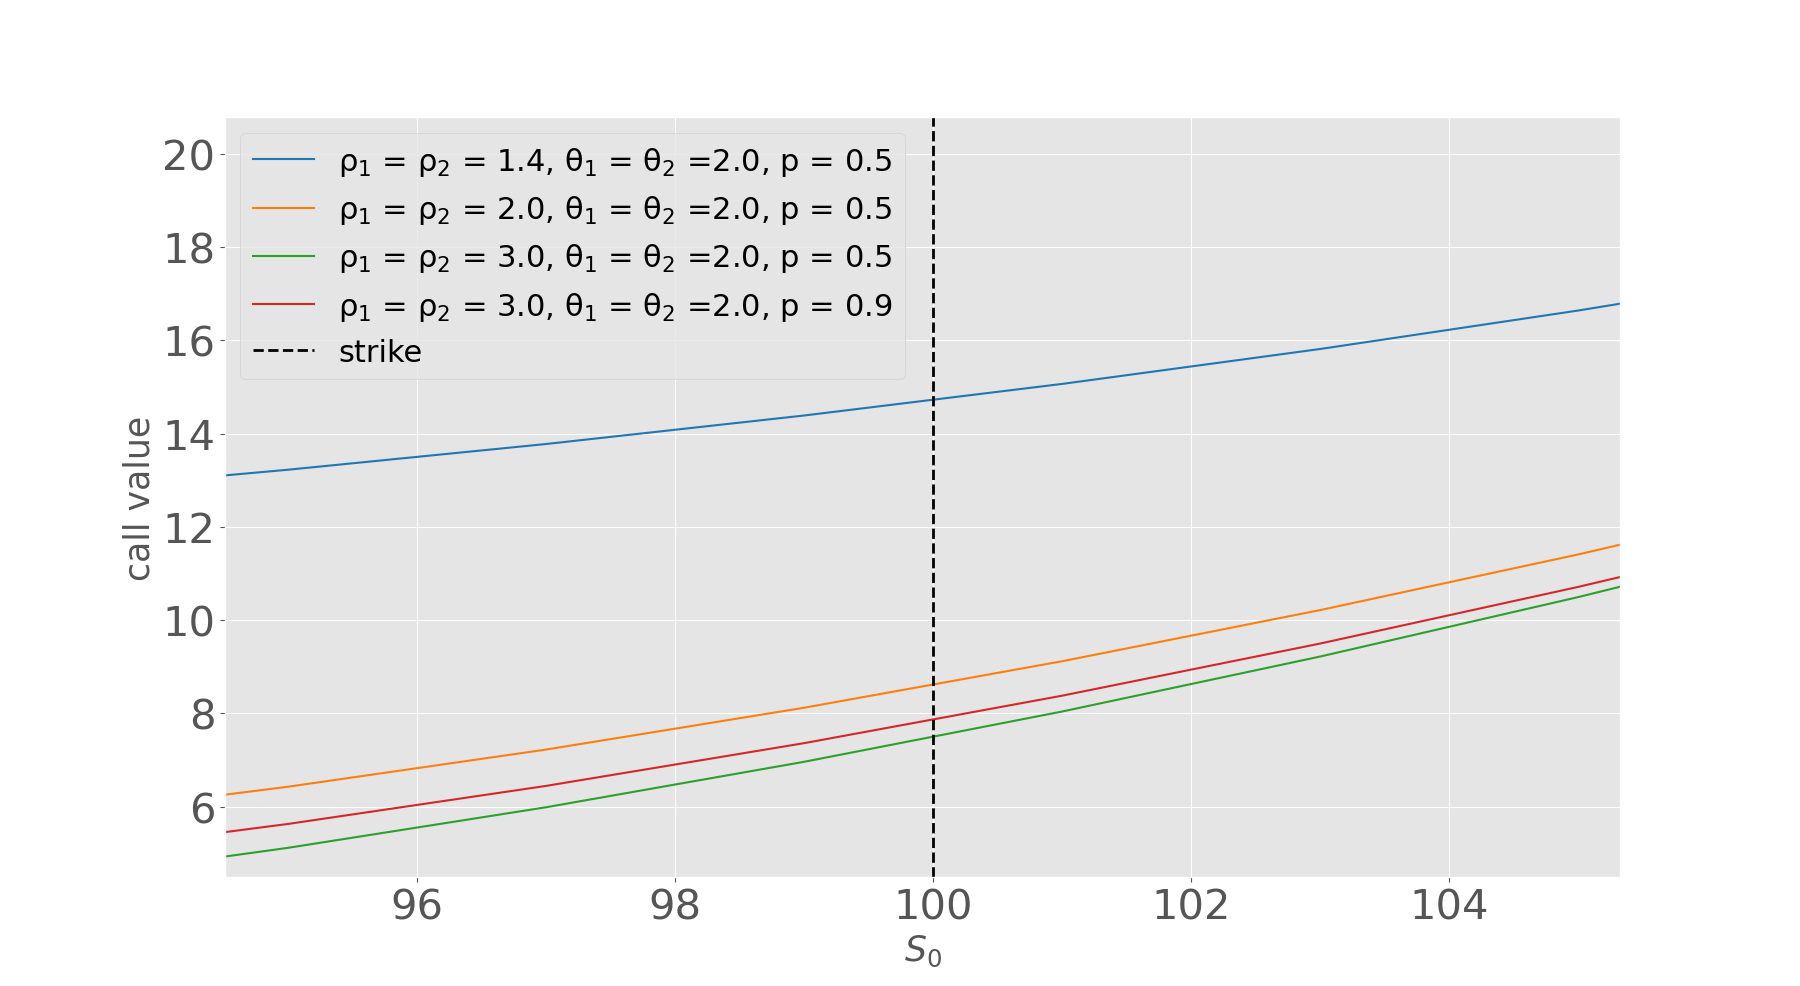 20
18
16
14
12
10
8
6
call value
ρ₁ = ρ₂ = 1.4, θ₁ = θ₂ =2.0, p = 0.5
ρ₁ = ρ₂ = 2.0, θ₁ = θ₂ =2.0, p = 0.5
ρ₁ = ρ₂ = 3.0, θ₁ = θ₂ =2.0, p = 0.5
ρ₁ = ρ₂ = 3.0, θ₁ = θ₂ =2.0, p = 0.9
strike
96 98 100 102 104
S₀